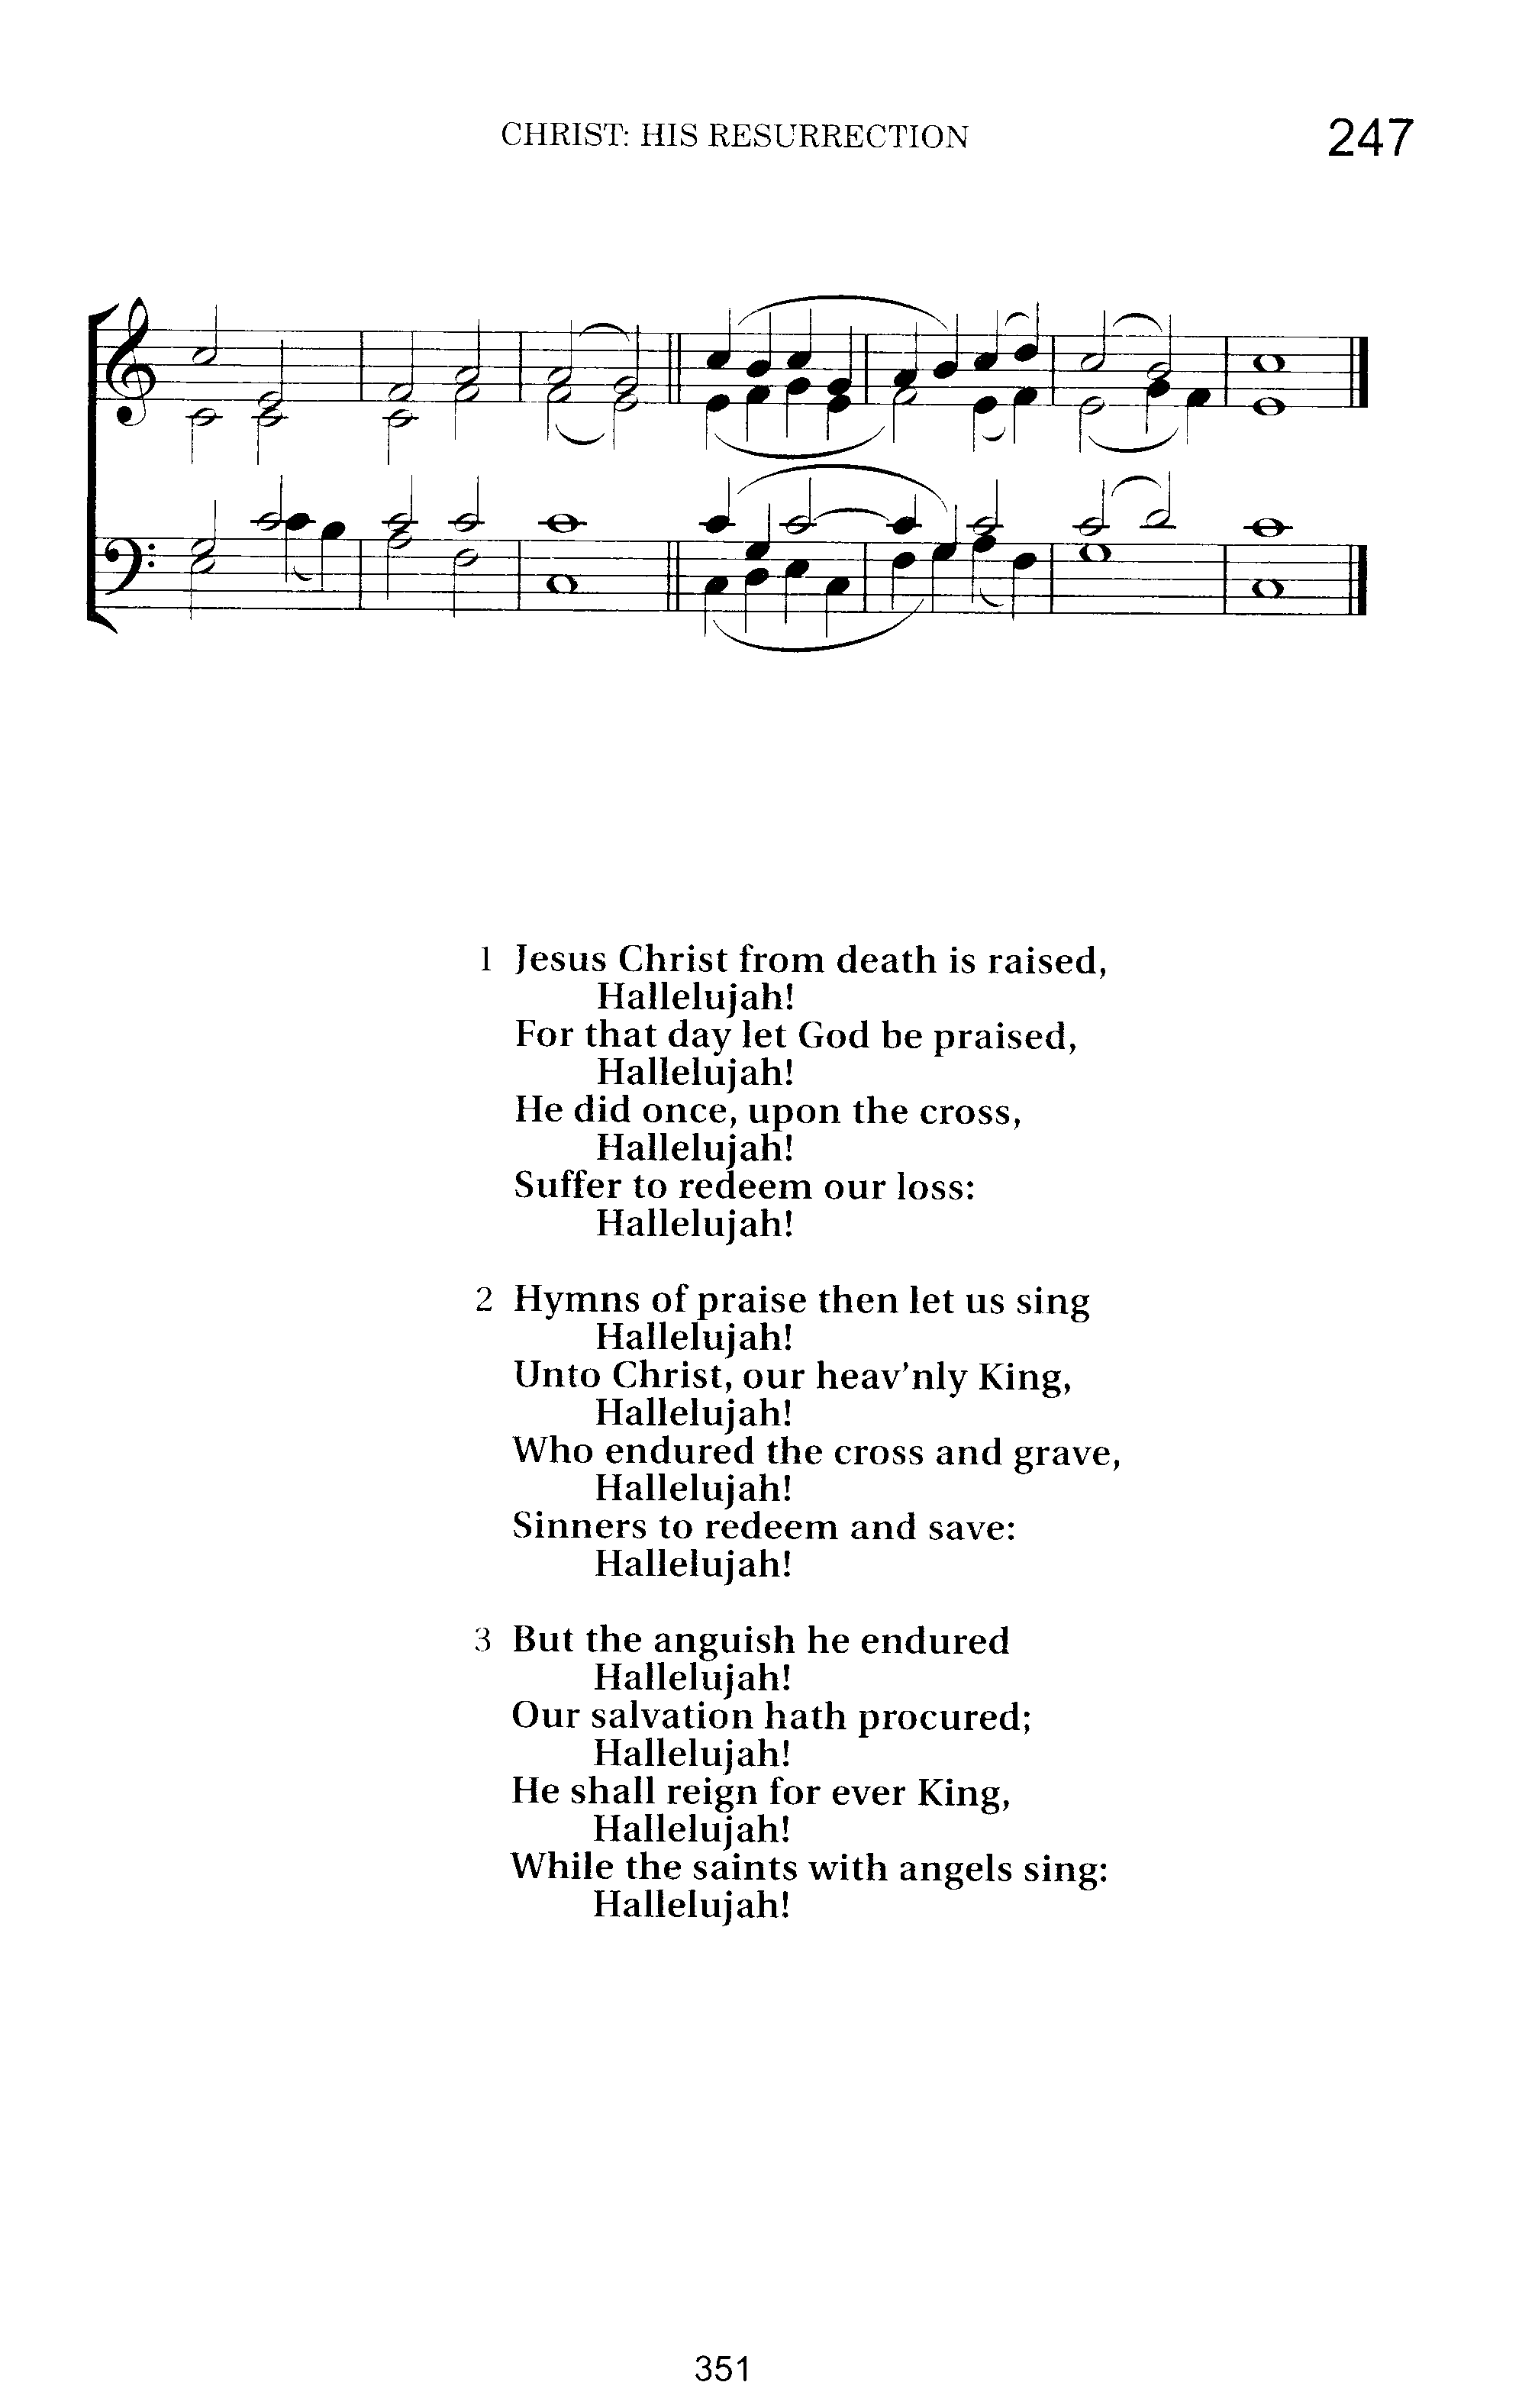 CHRIST: HIS RESURRECTION 247
1 Jesus Christ from death is raised,
Hallelujah!
For that day let God be praised,
Hallelujah!
He did once, upon the cross,
Hallelujah!
Suffer to redeem our loss:
Hallelujah!
2 Hymns of praise then let us sing
Hallelujah!
Unto Christ, our heav'nly King,
Hallelujah!
Who endured the cross and grave,
Hallelujah!
Sinners to redeem and save:
Hallelujah!
3 But the anguish he endured
Hallelujah!
Our salvation hath procured;
Hallelujah!
He shall reign for ever King,
Hallelujah!
While the saints with angels sing:
Hallelujah!
351